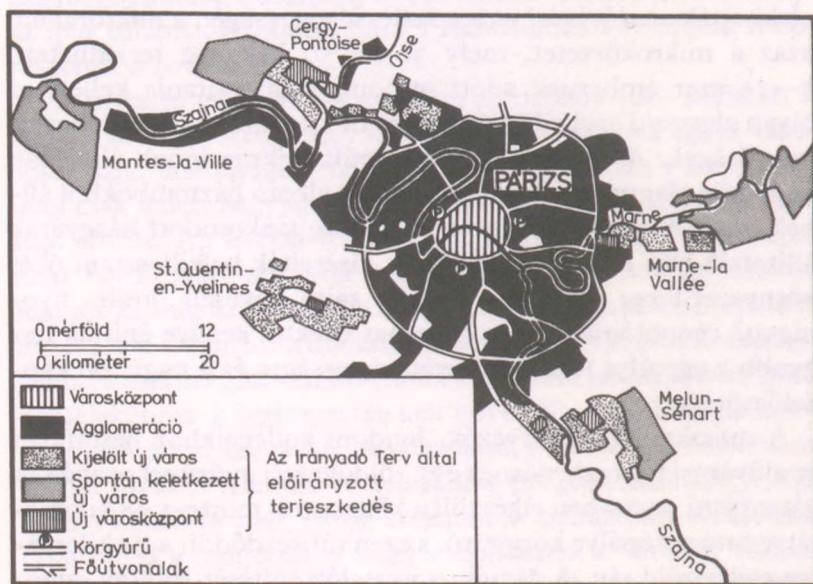 Cergy-
Pontoise
Oise
Szajna
Mantes-la-Ville
PÁRIZS
Marne
Marne-la
Vallée
St. Quentin-
en-Yvelines
P
P
P
0 mérföld 12
0 kilométer 20
Melun-
Sénart
Szajna
Városközpont
Agglomeráció
Kijelölt új város
Spontán keletkezett
új város
Új városközpont
Az Irányadó Terv által
előirányzott
terjeszkedés
P Körgyűrű
Főútvonalak